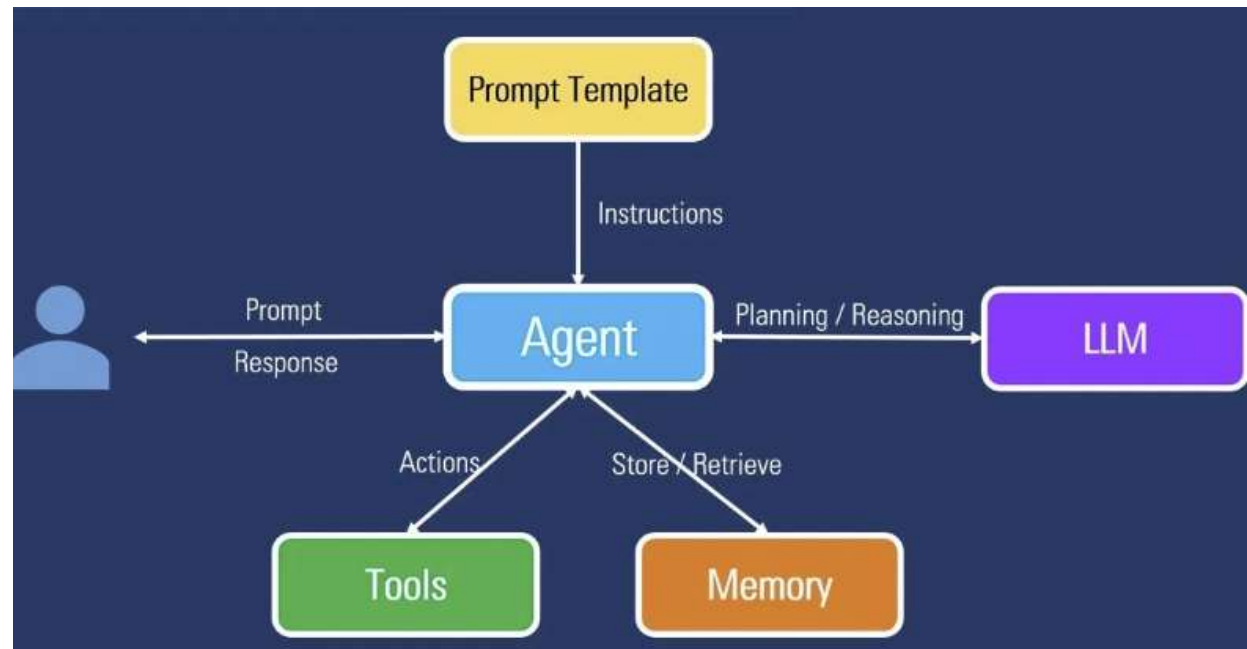 Prompt Template
Instructions
Prompt
Response
Agent
Planning / Reasoning
LLM
Actions
Store / Retrieve
Tools
Memory